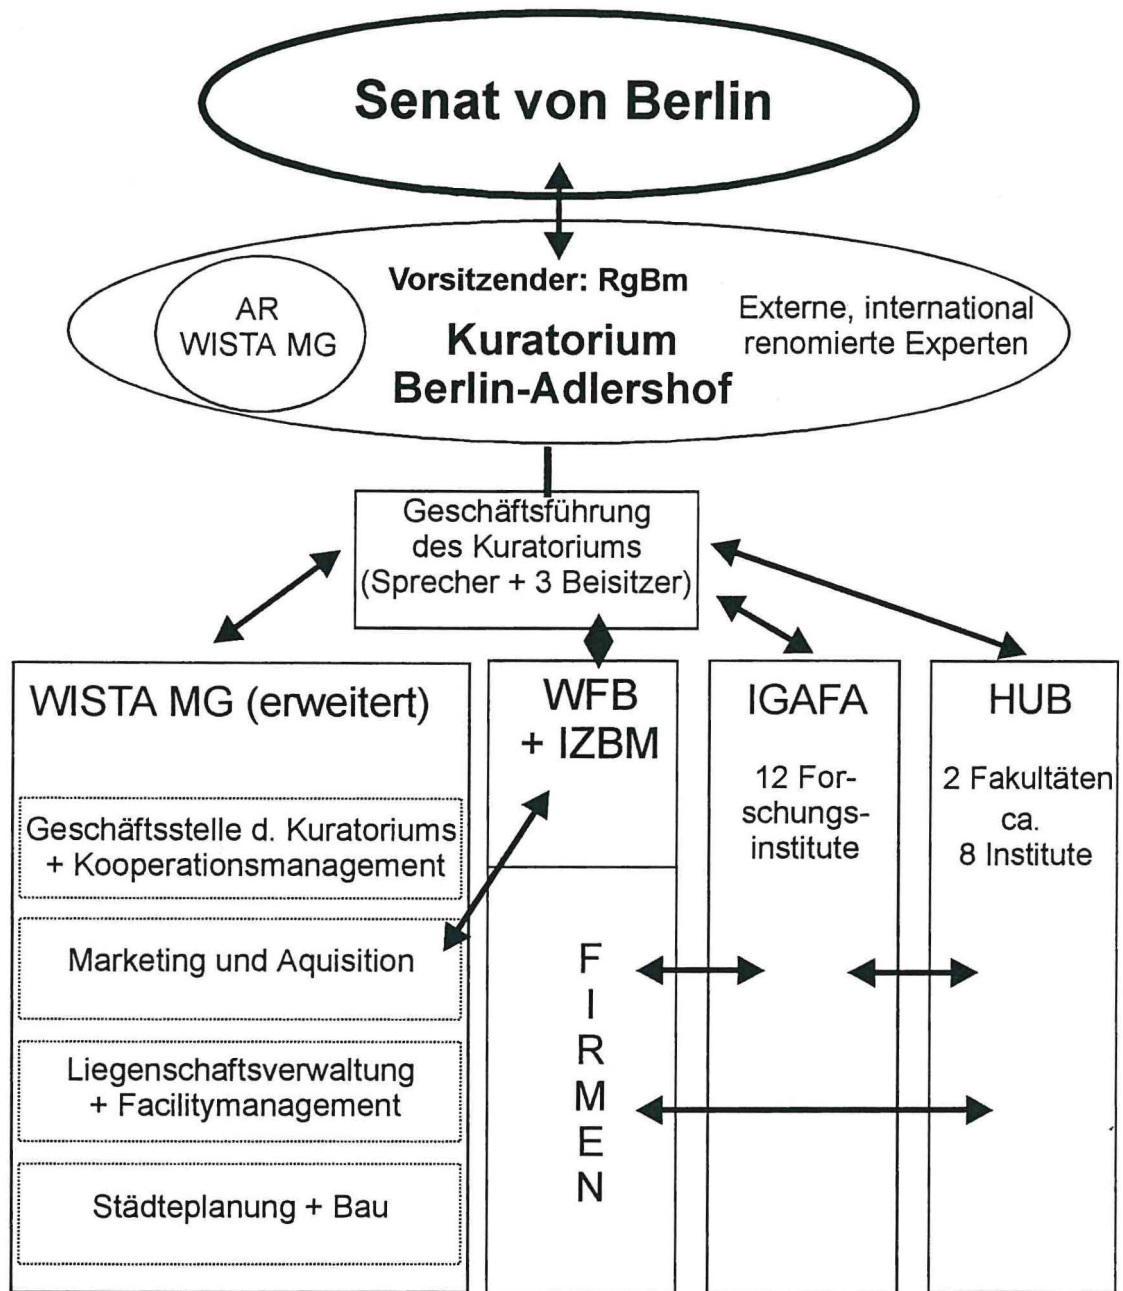 Senat von Berlin
Vorsitzender: RgBm
AR
WISTA MG
Kuratorium
Berlin-Adlershof
Externe, international
renomierte Experten
Geschäftsführung
des Kuratoriums
(Sprecher + 3 Beisitzer)
WISTA MG (erweitert)
Geschäftsstelle d. Kuratoriums
+ Kooperationsmanagement
Marketing und Aquisition
Liegenschaftsverwaltung
+ Facilitymanagement
Städteplanung + Bau
WFB
+ IZBM
F
I
R
M
E
N
IGAFA
12 For-
schungs-
institute
HUB
2 Fakultäten
ca.
8 Institute